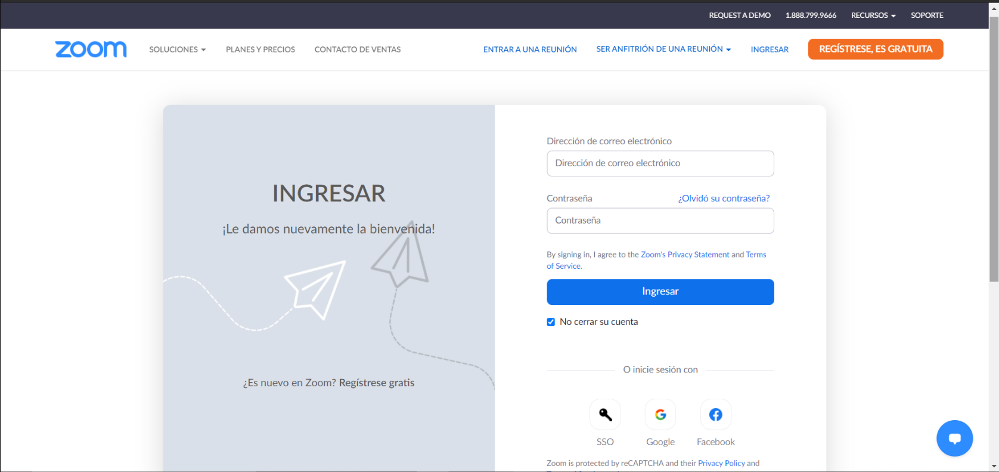 REQUEST A DEMO 1.888.799.9666 RECURSOS SOPORTE
zoom SOLUCIONES PLANES Y PRECIOS CONTACTO DE VENTAS ENTRAR A UNA REUNIÓN SER ANFITRIÓN DE UNA REUNIÓN INGRESAR REGÍSTRESE, ES GRATUITA
INGRESAR
¡Le damos nuevamente la bienvenida!
¿Es nuevo en Zoom? Regístrese gratis
Dirección de correo electrónico
Dirección de correo electrónico
Contraseña ¿Olvidó su contraseña?
Contraseña
By signing in, I agree to the Zoom's Privacy Statement and Terms
of Service.
Ingresar
No cerrar su cuenta
O inicie sesión con
SSO Google Facebook
Zoom is protected by reCAPTCHA and their Privacy Policy and